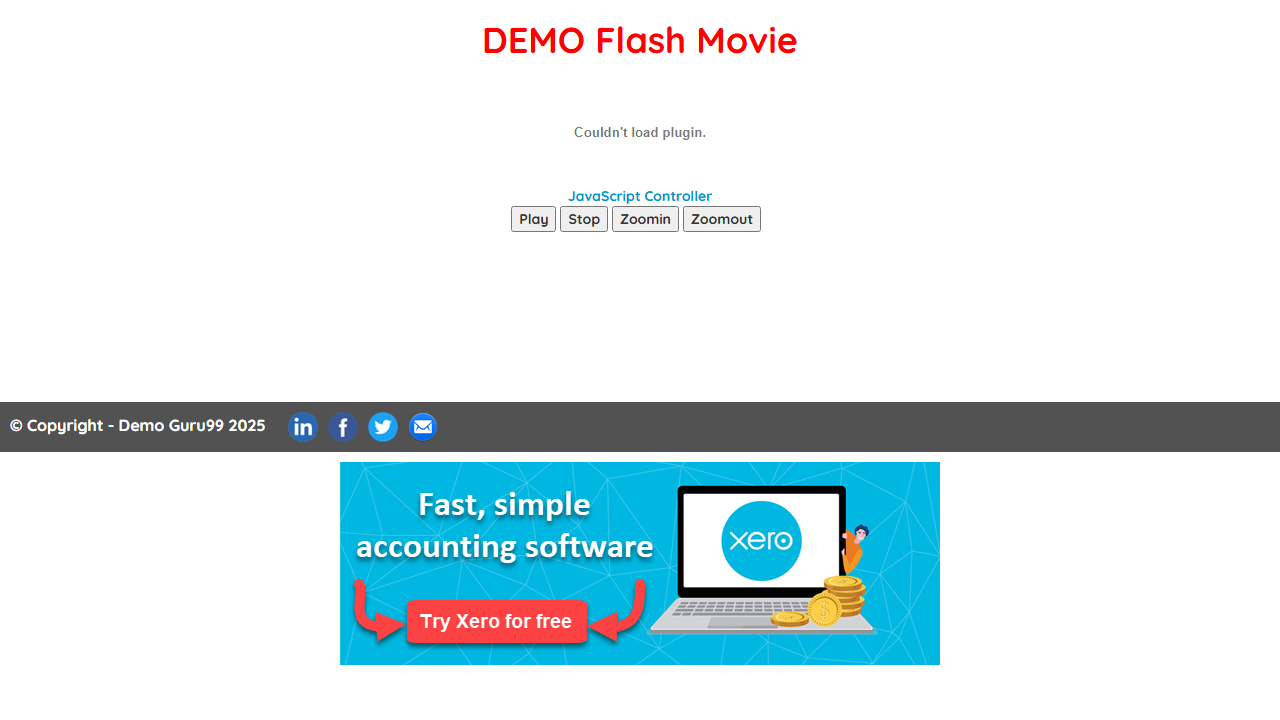 DEMO Flash Movie
Couldn't load plugin.
JavaScript Controller
Play Stop Zoomin Zoomout
© Copyright - Demo Guru99 2025
Fast, simple
accounting software
xero
Try Xero for free